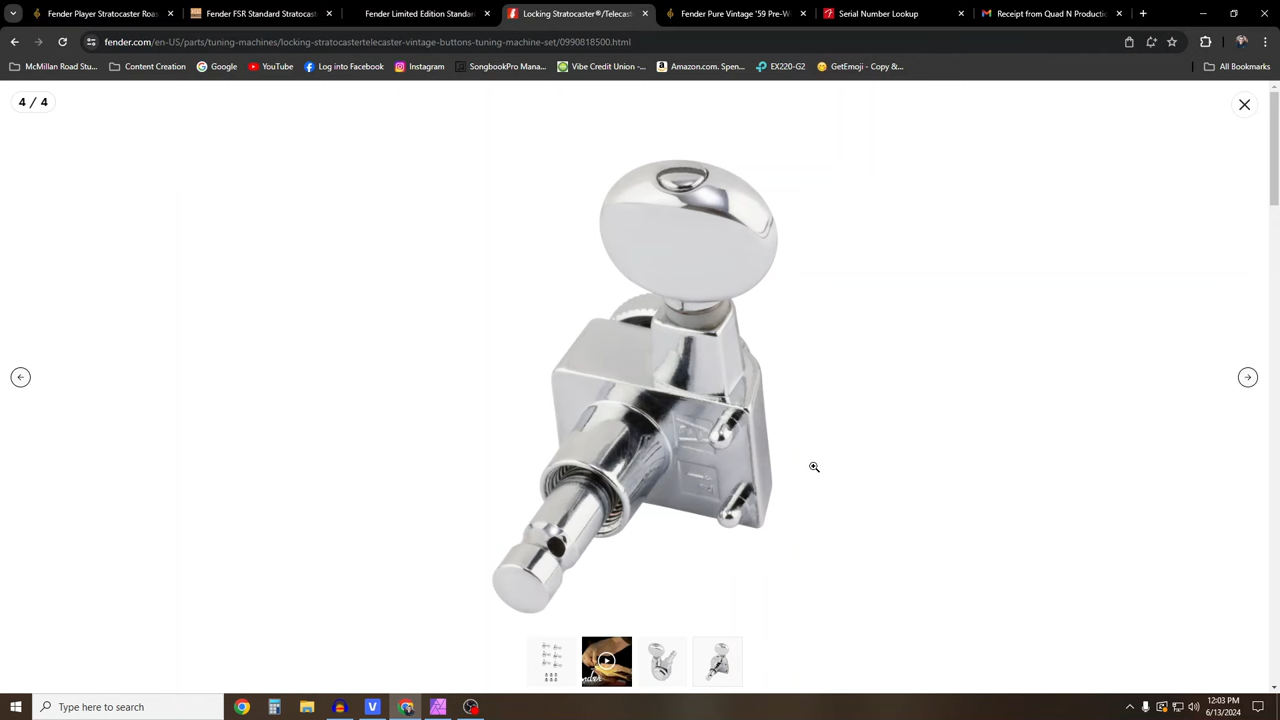 Fender Player Stratocaster Roas
Fender FSR Standard Stratocast
Fender Limited Edition Standar
Locking Stratocaster®/Telecast
Fender Pure Vintage '59 Pre-W
Serial Number Lookup
Receipt from Quad N Producti
fender.com/en-US/parts/tuning-machines/locking-stratocastertelecaster-vintage-buttons-tuning-machine-set/0990818500.html
McMillan Road Stu...
Content Creation
Google
YouTube
Log into Facebook
Instagram
SongbookPro Mana...
Vibe Credit Union -...
Amazon.com. Spen...
EX220-G2
GetEmoji - Copy &...
All Bookmarks
4 / 4
Type here to search
12:03 PM
6/13/2024